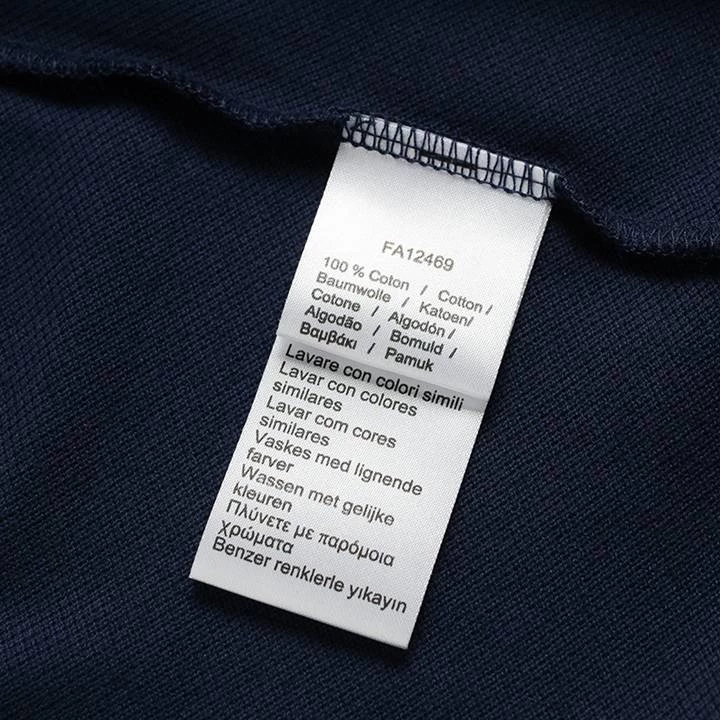 FA12469
100 % Coton / Cotton /
Baumwolle / Katoen/
Cotone / Algodón /
Algodão / Bomuld /
Βαμβάκι / Pamuk
Lavare con colori simili
Lavar con colores
similares
Lavar com cores
similares
Vaskes med lignende
farver
Wassen met gelijke
kleuren
Πλύνετε με παρόμοια
χρώματα
Benzer renklerle yıkayın